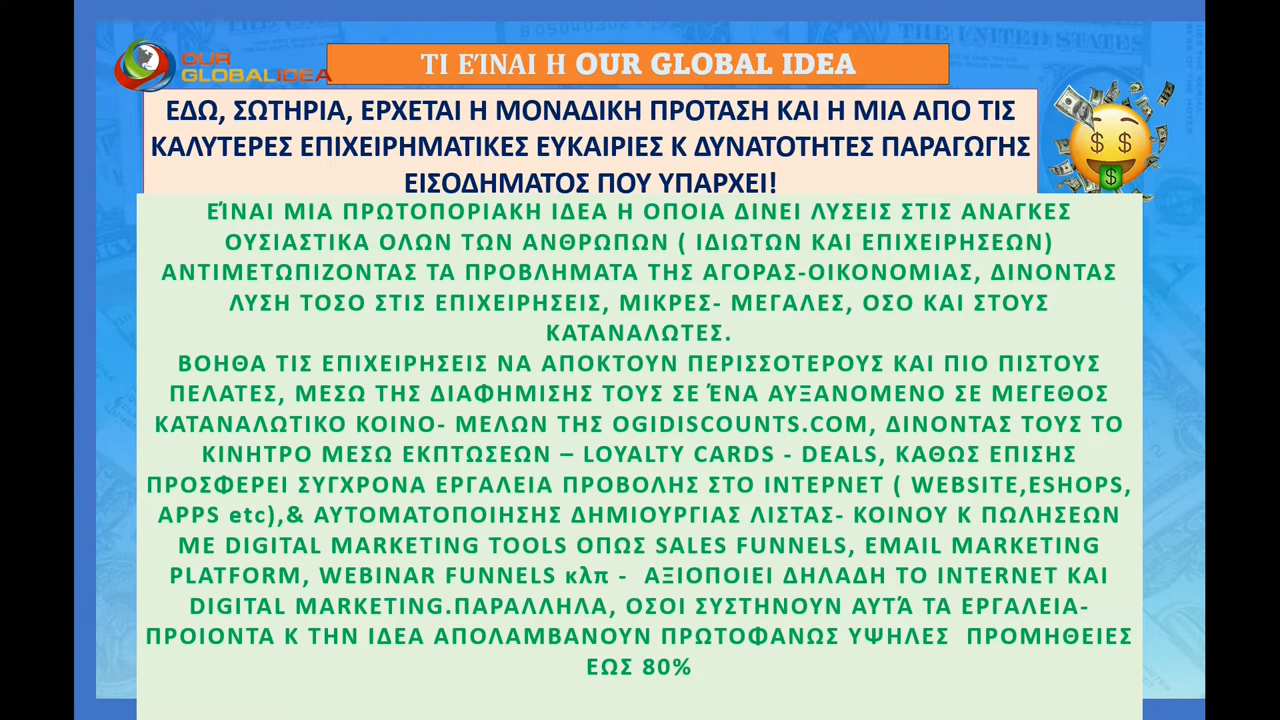 OUR
GLOBALIDEA
ΤΙ ΕΊΝΑΙ Η OUR GLOBAL IDEA
ΕΔΩ, ΣΩΤΗΡΙΑ, ΕΡΧΕΤΑΙ Η ΜΟΝΑΔΙΚΗ ΠΡΟΤΑΣΗ ΚΑΙ Η ΜΙΑ ΑΠΟ ΤΙΣ
ΚΑΛΥΤΕΡΕΣ ΕΠΙΧΕΙΡΗΜΑΤΙΚΕΣ ΕΥΚΑΙΡΙΕΣ Κ ΔΥΝΑΤΟΤΗΤΕΣ ΠΑΡΑΓΩΓΗΣ
ΕΙΣΟΔΗΜΑΤΟΣ ΠΟΥ ΥΠΑΡΧΕΙ!
ΕΊΝΑΙ ΜΙΑ ΠΡΩΤΟΠΟΡΙΑΚΗ ΙΔΕΑ Η ΟΠΟΙΑ ΔΙΝΕΙ ΛΥΣΕΙΣ ΣΤΙΣ ΑΝΑΓΚΕΣ
ΟΥΣΙΑΣΤΙΚΑ ΟΛΩΝ ΤΩΝ ΑΝΘΡΩΠΩΝ ( ΙΔΙΩΤΩΝ ΚΑΙ ΕΠΙΧΕΙΡΗΣΕΩΝ)
ΑΝΤΙΜΕΤΩΠΙΖΟΝΤΑΣ ΤΑ ΠΡΟΒΛΗΜΑΤΑ ΤΗΣ ΑΓΟΡΑΣ-ΟΙΚΟΝΟΜΙΑΣ, ΔΙΝΟΝΤΑΣ
ΛΥΣΗ ΤΟΣΟ ΣΤΙΣ ΕΠΙΧΕΙΡΗΣΕΙΣ, ΜΙΚΡΕΣ- ΜΕΓΑΛΕΣ, ΟΣΟ ΚΑΙ ΣΤΟΥΣ
ΚΑΤΑΝΑΛΩΤΕΣ.
ΒΟΗΘΑ ΤΙΣ ΕΠΙΧΕΙΡΗΣΕΙΣ ΝΑ ΑΠΟΚΤΟΥΝ ΠΕΡΙΣΣΟΤΕΡΟΥΣ ΚΑΙ ΠΙΟ ΠΙΣΤΟΥΣ
ΠΕΛΑΤΕΣ, ΜΕΣΩ ΤΗΣ ΔΙΑΦΗΜΙΣΗΣ ΤΟΥΣ ΣΕ ΈΝΑ ΑΥΞΑΝΟΜΕΝΟ ΣΕ ΜΕΓΕΘΟΣ
ΚΑΤΑΝΑΛΩΤΙΚΟ ΚΟΙΝΟ- ΜΕΛΩΝ ΤΗΣ OGIDISCOUNTS.COM, ΔΙΝΟΝΤΑΣ ΤΟΥΣ ΤΟ
ΚΙΝΗΤΡΟ ΜΕΣΩ ΕΚΠΤΩΣΕΩΝ – LOYALTY CARDS - DEALS, ΚΑΘΩΣ ΕΠΙΣΗΣ
ΠΡΟΣΦΕΡΕΙ ΣΥΓΧΡΟΝΑ ΕΡΓΑΛΕΙΑ ΠΡΟΒΟΛΗΣ ΣΤΟ ΙΝΤΕΡΝΕΤ ( WEBSITE,ESHOPS,
APPS etc),& ΑΥΤΟΜΑΤΟΠΟΙΗΣΗΣ ΔΗΜΙΟΥΡΓΙΑΣ ΛΙΣΤΑΣ- ΚΟΙΝΟΥ Κ ΠΩΛΗΣΕΩΝ
ΜΕ DIGITAL MARKETING TOOLS ΟΠΩΣ SALES FUNNELS, EMAIL MARKETING
PLATFORM, WEBINAR FUNNELS κλπ - ΑΞΙΟΠΟΙΕΙ ΔΗΛΑΔΗ ΤΟ INTERNET ΚΑΙ
DIGITAL MARKETING.ΠΑΡΑΛΛΗΛΑ, ΟΣΟΙ ΣΥΣΤΗΝΟΥΝ ΑΥΤΆ ΤΑ ΕΡΓΑΛΕΙΑ-
ΠΡΟΙΟΝΤΑ Κ ΤΗΝ ΙΔΕΑ ΑΠΟΛΑΜΒΑΝΟΥΝ ΠΡΩΤΟΦΑΝΩΣ ΥΨΗΛΕΣ ΠΡΟΜΗΘΕΙΕΣ
ΕΩΣ 80%